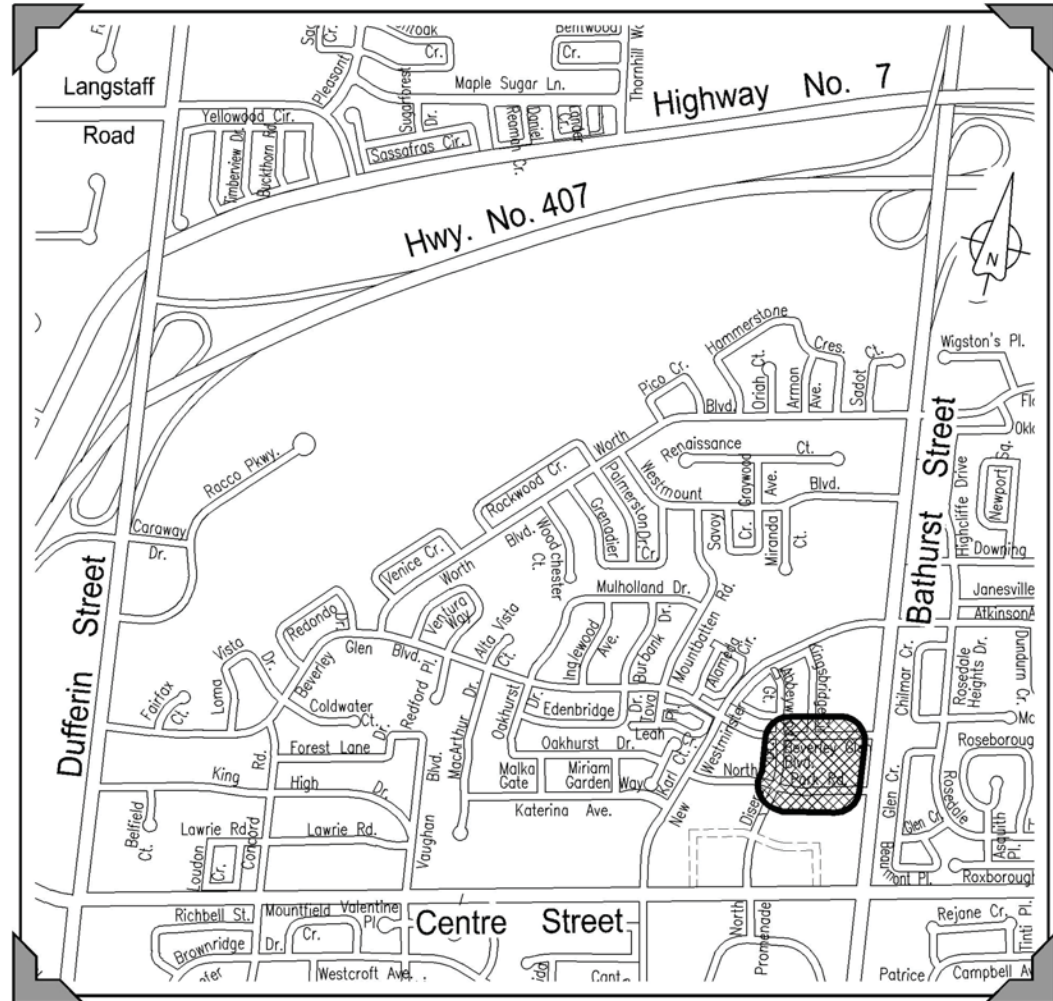 Langstaff
Road
Pleasant
Cr.
Bentwood
Cr.
Thornhill
Maple Sugar Ln.
Highway No. 7
Yellowood Cir.
Timberview Dr.
Buckthorn Rd
Sugarforest
Dr.
Sassafras Cir.
Reoman Cr.
Daniel
Cr.
Hwy. No. 407
N
Hammerstone
Cres.
Wigston's Pl.
Pico Cr.
Blvd.
Oriah Ct.
Armon
Ave.
Sadot
Ct.
Worth
Renaissance
Ct.
Racco Pkwy.
Rockwood Cr.
Westmount
Blvd.
Graywood
Ave.
Palmerston Dr.
Cr.
Grenadier
Savoy
Cr.
Miranda
Ct.
Bathurst Street
Highcliffe Drive
Newport
Sq.
Caraway
Dr.
Blvd.
Woodchester
Ct.
Downing
Venice Cr.
Worth
Mulholland Dr.
Janesville
Atkinson
Dufferin Street
Redondo
Dr.
Ventura
Way
Alta Vista
Ct.
Inglewood
Ave.
Burbank
Dr.
Mountbatten Rd.
Alameda
Cir.
Kingsbridge
Chilmar Cr.
Rosedale
Heights Dr.
Dundurn Cr.
Vista
Dr.
Loma
Beverley
Glen
Blvd.
Redford Pl.
Fairfax
Ct.
Coldwater
Ct.
Dr.
MacArthur
Dr.
Oakhurst
Dr.
Edenbridge
Dr.
Tova
Pl.
Leah
Westminster
Beverley Glen
Blvd.
Park Rd.
Roseborough
Forest Lane
Oakhurst Dr.
Karl Ct.
North
King
High
Dr.
Rd.
Blvd.
Malka
Gate
Miriam
Garden
Way
Katerina Ave.
New
Disera
Glen Cr.
Rosedale
Glen Cr.
Asquith
Pl.
Belfield
Ct.
Lawrie Rd.
Lawrie Rd.
Concord
Vaughan
Loudon
Cr.
Beaumont Pl.
Roxborough
Richbell St.
Mountfield
Cr.
Valentine
Pl.
Centre Street
North
Promenade
Rejane Cr.
Tinti Pl.
Brownridge
Dr.
Westcroft Ave.
Patrice
Campbell Av